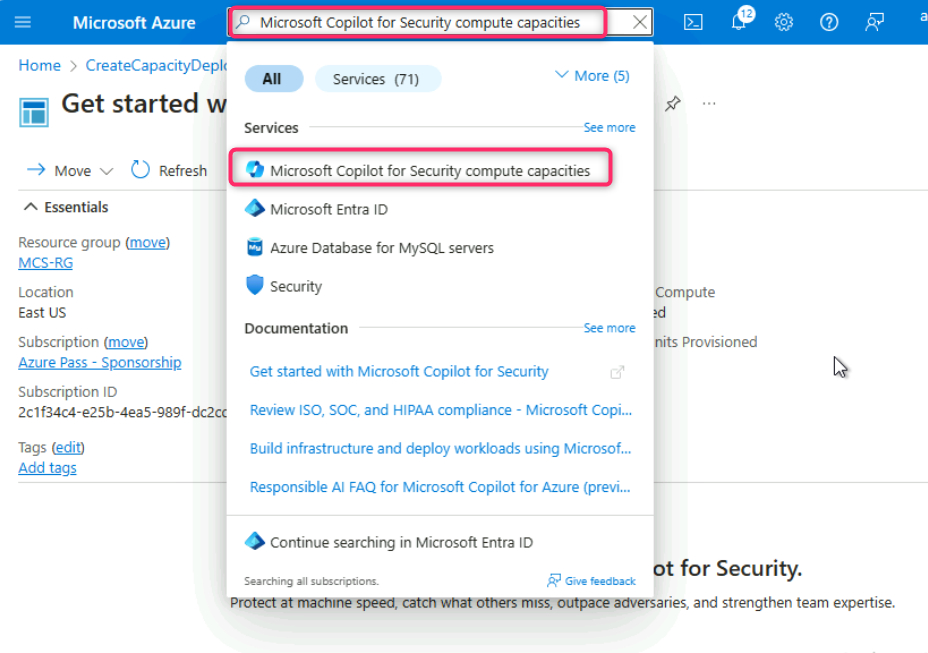 Microsoft Azure
Microsoft Copilot for Security compute capacities
12
Home > CreateCapacityDeplo
Get started w
All
Services (71)
More (5)
Services
See more
Move
Refresh
Microsoft Copilot for Security compute capacities
Essentials
Microsoft Entra ID
Resource group (move)
MCS-RG
Azure Database for MySQL servers
Security
Location
East US
Compute
ed
Documentation
See more
Subscription (move)
Azure Pass - Sponsorship
nits Provisioned
Get started with Microsoft Copilot for Security
Subscription ID
2c1f34c4-e25b-4ea5-989f-dc2cc
Review ISO, SOC, and HIPAA compliance - Microsoft Copi...
Tags (edit)
Add tags
Build infrastructure and deploy workloads using Microsof...
Responsible AI FAQ for Microsoft Copilot for Azure (previ...
Continue searching in Microsoft Entra ID
Searching all subscriptions.
Give feedback
ot for Security.
Protect at machine speed, catch what others miss, outpace adversaries, and strengthen team expertise.